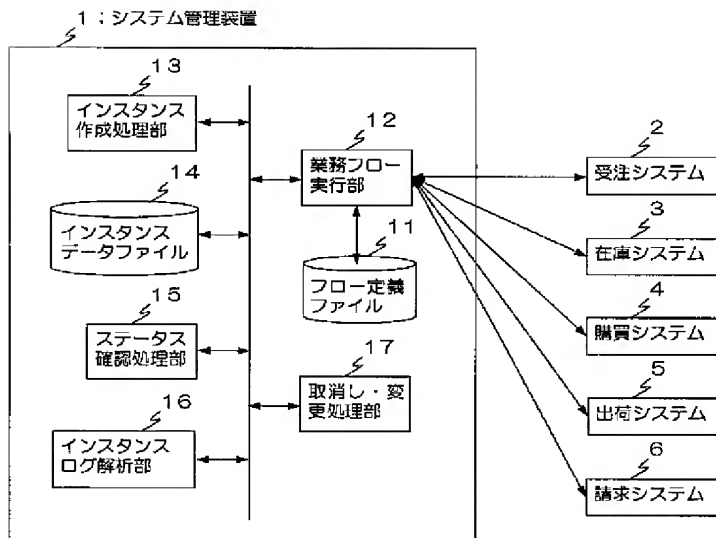 1；システム管理装置
13
インスタンス
作成処理部
14
インスタンス
データファイル
15
ステータス
確認処理部
16
インスタンス
ログ解析部
12
業務フロー
実行部
11
フロー定義
ファイル
17
取消し・変
更処理部
2
受注システム
3
在庫システム
4
購買システム
5
出荷システム
6
請求システム